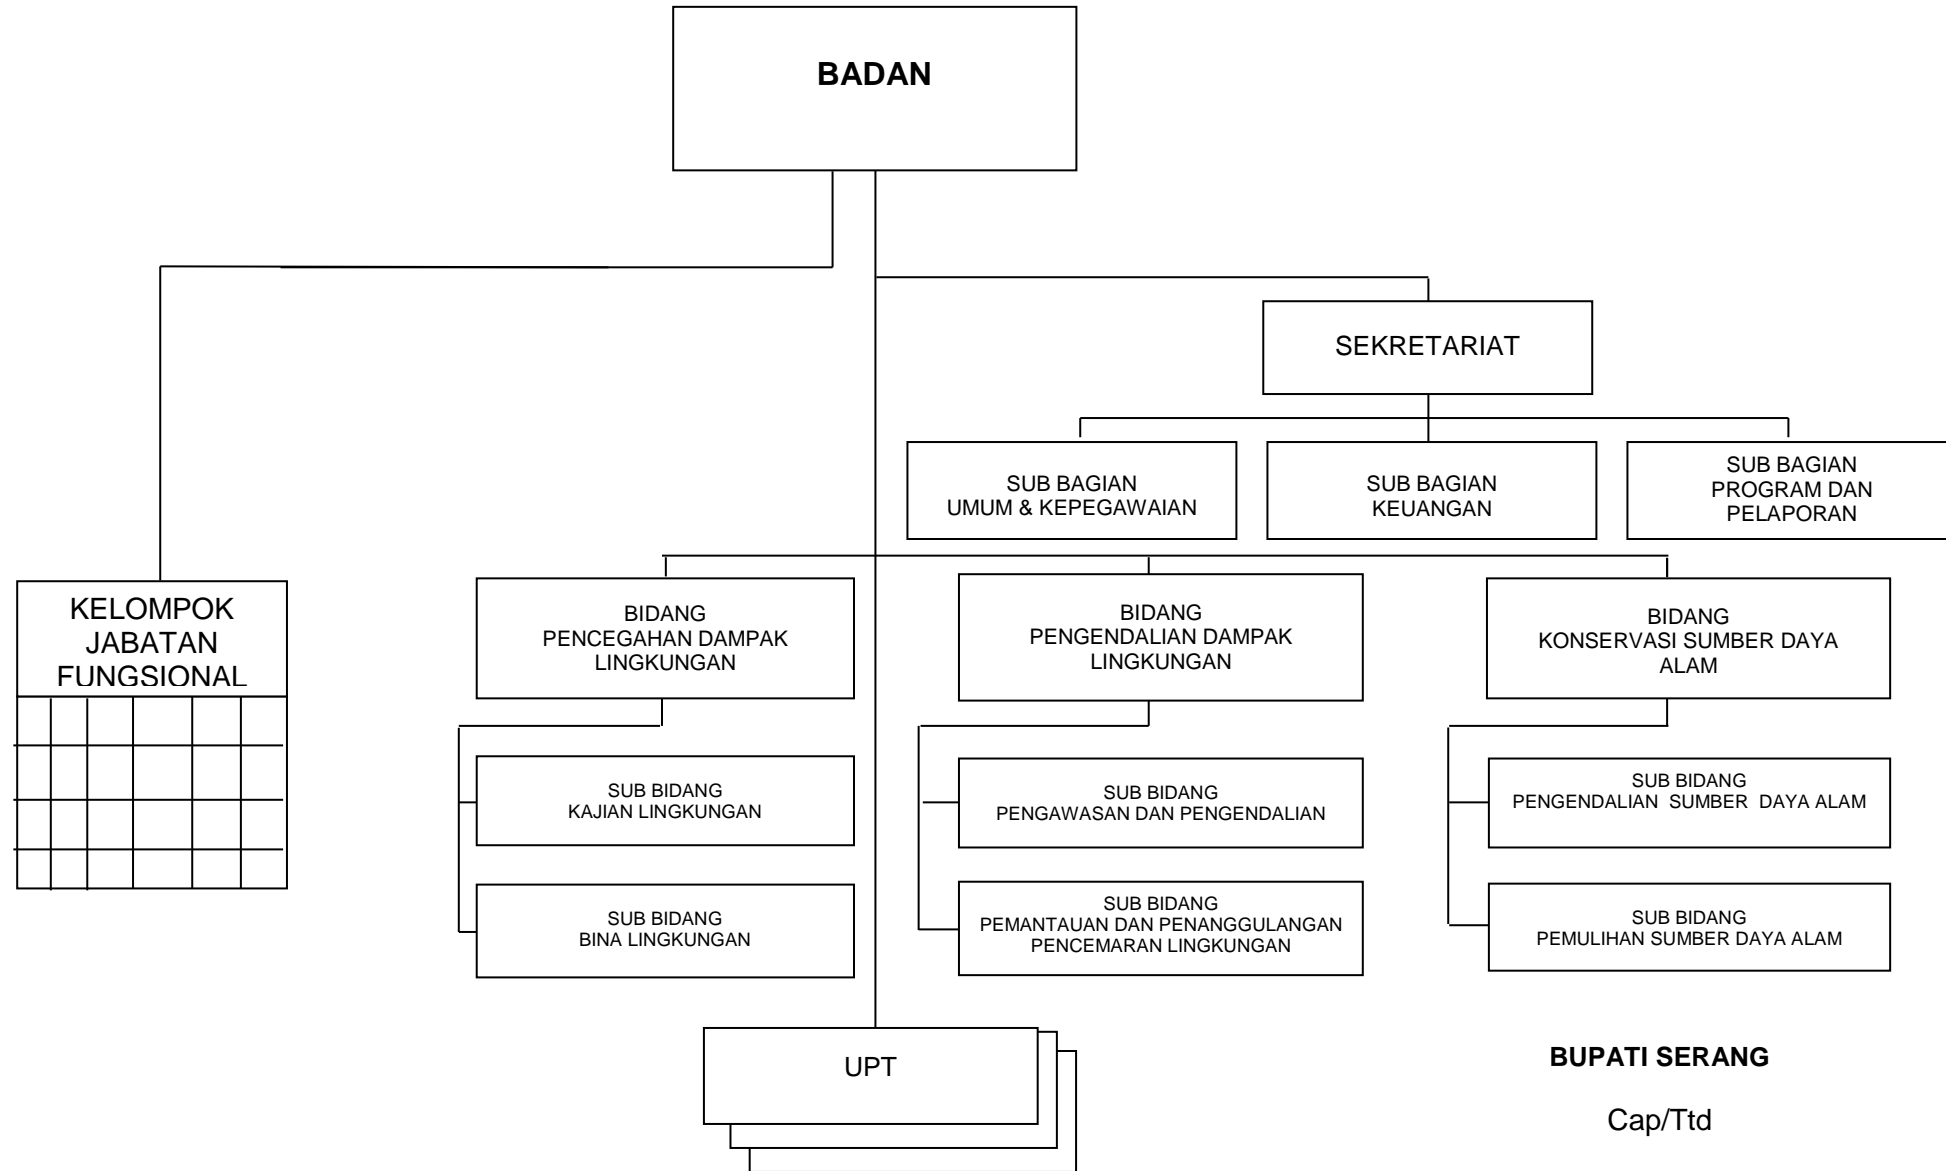 BADAN
SEKRETARIAT
SUB BAGIAN
UMUM & KEPEGAWAIAN
SUB BAGIAN
KEUANGAN
SUB BAGIAN
PROGRAM DAN
PELAPORAN
KELOMPOK
JABATAN
FUNGSIONAL
BIDANG
PENCEGAHAN DAMPAK
LINGKUNGAN
BIDANG
PENGENDALIAN DAMPAK
LINGKUNGAN
BIDANG
KONSERVASI SUMBER DAYA
ALAM
SUB BIDANG
KAJIAN LINGKUNGAN
SUB BIDANG
PENGAWASAN DAN PENGENDALIAN
SUB BIDANG
PENGENDALIAN SUMBER DAYA ALAM
SUB BIDANG
BINA LINGKUNGAN
SUB BIDANG
PEMANTAUAN DAN PENANGGULANGAN
PENCEMARAN LINGKUNGAN
SUB BIDANG
PEMULIHAN SUMBER DAYA ALAM
UPT
BUPATI SERANG
Cap/Ttd